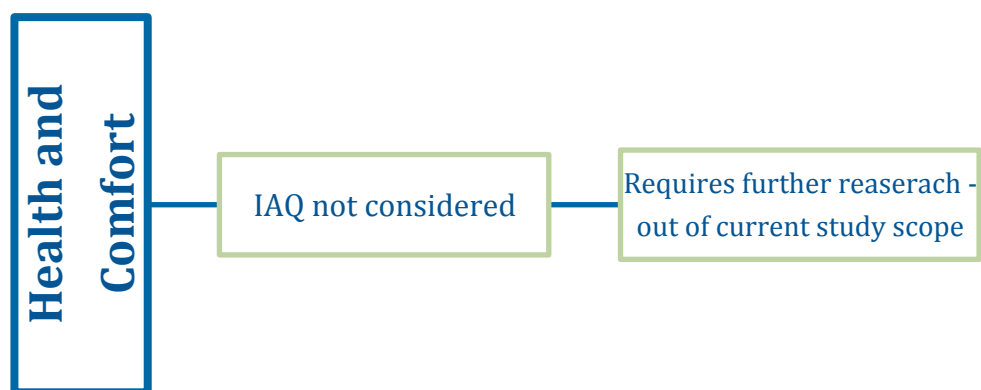 Health and
Comfort
IAQ not considered
Requires further reaserach -
out of current study scope